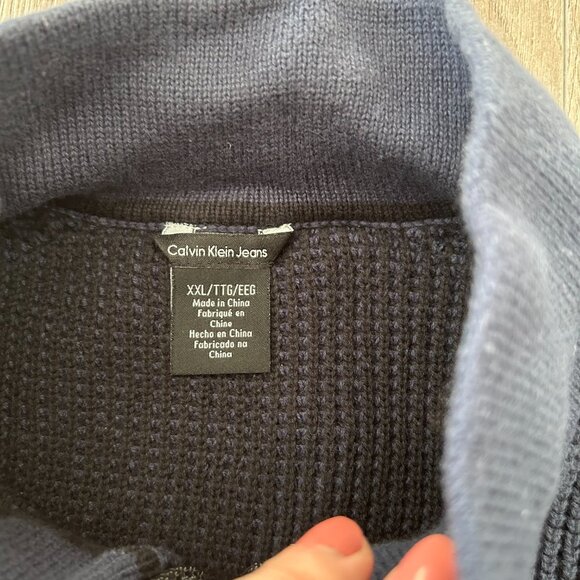 Calvin Klein Jeans
XXL/TTG/EEG
Made in China
Fabriqué en
Chine
Hecho en China
Fabricado na
China